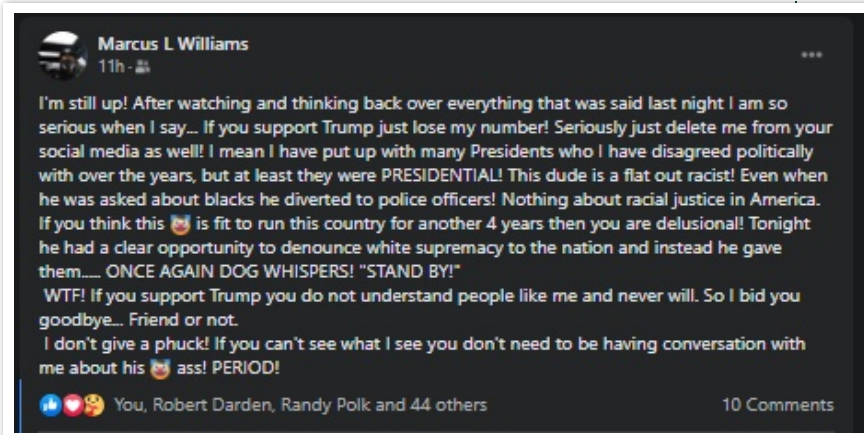 Marcus L Williams
11h ·
I'm still up! After watching and thinking back over everything that was said last night I am so
serious when I say... If you support Trump just lose my number! Seriously just delete me from your
social media as well! I mean I have put up with many Presidents who I have disagreed politically
with over the years, but at least they were PRESIDENTIAL! This dude is a flat out racist! Even when
he was asked about blacks he diverted to police officers! Nothing about racial justice in America.
If you think this 🤡 is fit to run this country for another 4 years then you are delusional! Tonight
he had a clear opportunity to denounce white supremacy to the nation and instead he gave
them..... ONCE AGAIN DOG WHISPERS! "STAND BY!"
WTF! If you support Trump you do not understand people like me and never will. So I bid you
goodbye... Friend or not.
I don't give a phuck! If you can't see what I see you don't need to be having conversation with
me about his 🤡 ass! PERIOD!
You, Robert Darden, Randy Polk and 44 others
10 Comments